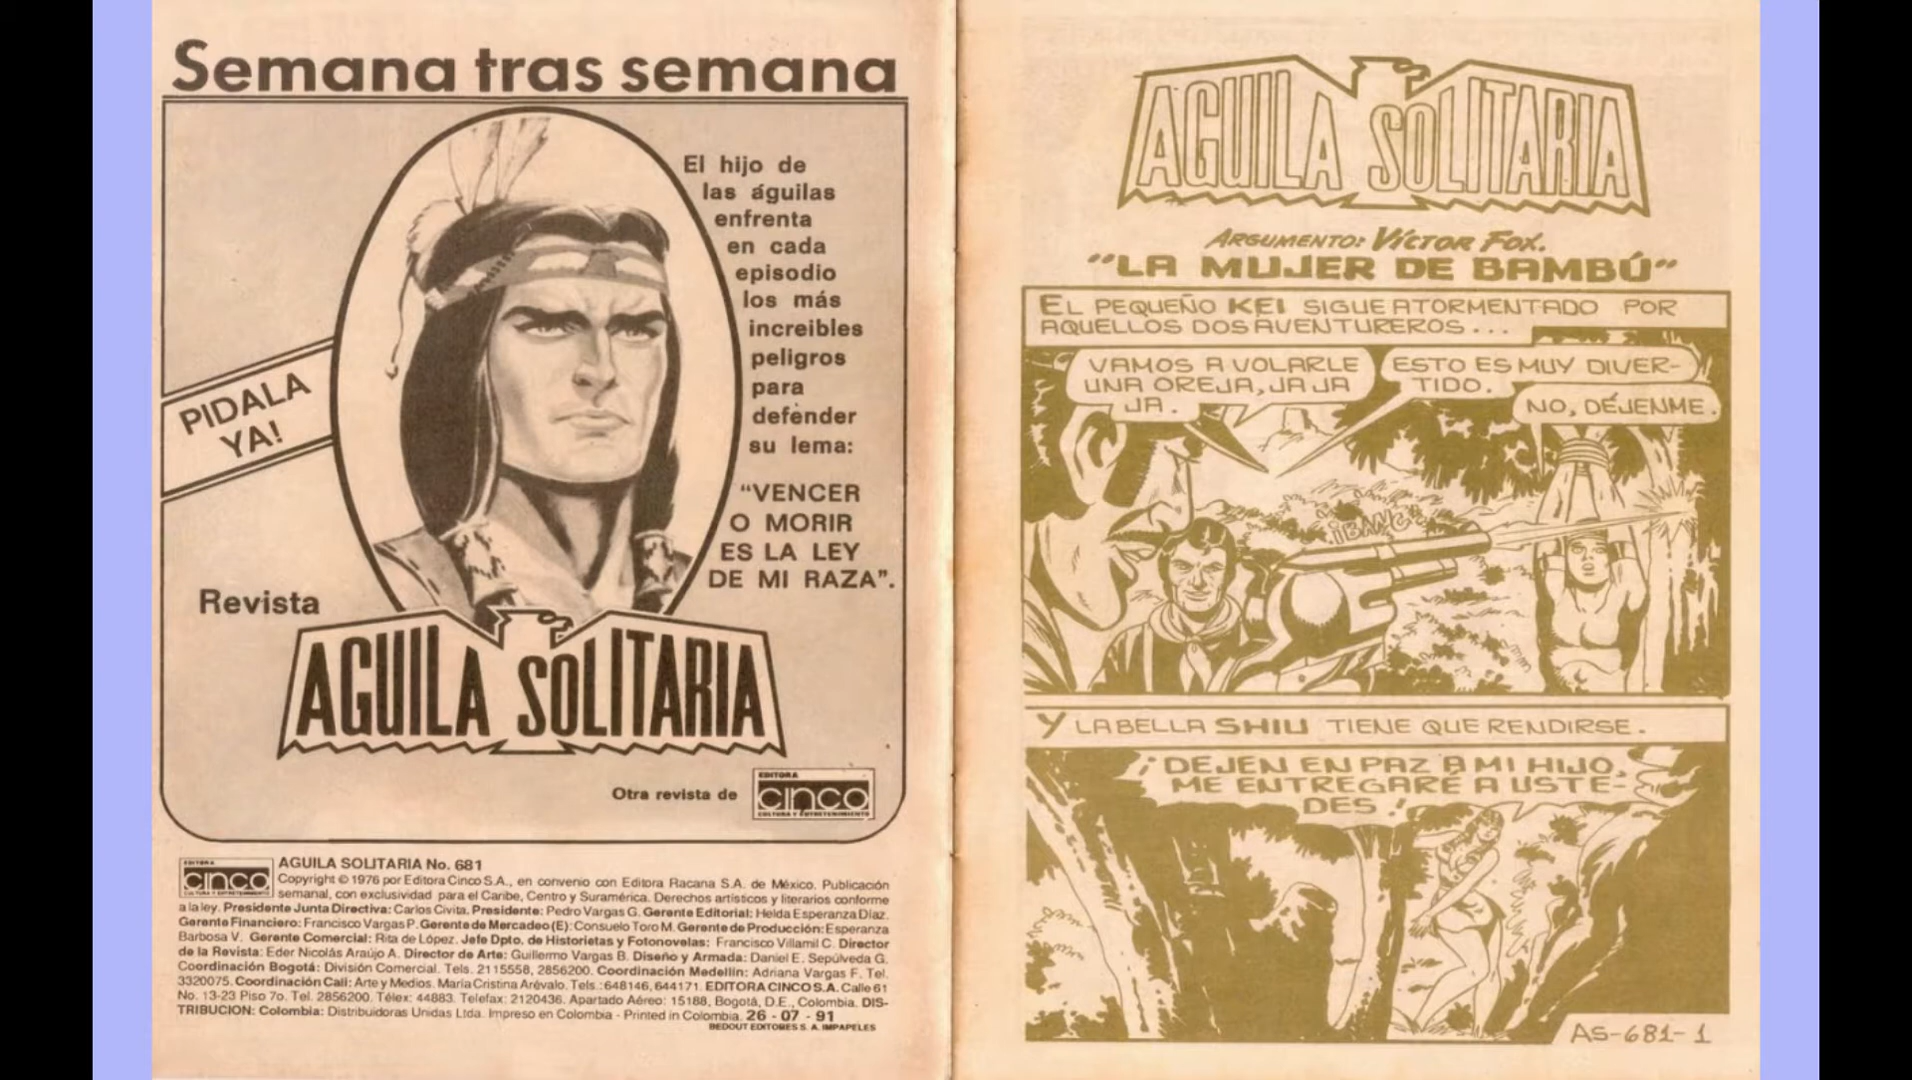 Semana tras semana
El hijo de
las águilas
enfrenta
en cada
episodio
los más
increibles
peligros
para
defender
su lema:
"VENCER
O MORIR
ES LA LEY
DE MI RAZA".
PIDALA
YA!
Revista
AGUILA SOLITARIA
Otra revista de
EDITORA
CINCO
CULTURA Y ENTRETENIMIENTO
EDITORA
CINCO
CULTURA Y ENTRETENIMIENTO
AGUILA SOLITARIA No. 681
Copyright © 1976 por Editora Cinco S.A., en convenio con Editora Racana S.A. de México. Publicación
semanal, con exclusividad para el Caribe, Centro y Suramérica. Derechos artísticos y literarios conforme
a la ley. Presidente Junta Directiva: Carlos Civita. Presidente: Pedro Vargas G. Gerente Editorial: Helda Esperanza Díaz.
Gerente Financiero: Francisco Vargas P. Gerente de Mercadeo (E): Consuelo Toro M. Gerente de Producción: Esperanza
Barbosa V. Gerente Comercial: Rita de López. Jefe Dpto. de Historietas y Fotonovelas: Francisco Villamil C. Director
de la Revista: Eder Nicolás Araújo A. Director de Arte: Guillermo Vargas B. Diseño y Armada: Daniel E. Sepúlveda G.
Coordinación Bogotá: División Comercial. Tels. 2115558, 2856200. Coordinación Medellín: Adriana Vargas F. Tel.
3320075. Coordinación Cali: Arte y Medios. María Cristina Arévalo. Tels.: 648146, 644171. EDITORA CINCO S.A. Calle 61
No. 13-23 Piso 7o. Tel. 2856200. Télex: 44883. Telefax: 2120436. Apartado Aéreo: 15188, Bogotá, D.E., Colombia. DIS-
TRIBUCION: Colombia: Distribuidoras Unidas Ltda. Impreso en Colombia - Printed in Colombia. 26 - 07 - 91
BEDOUT EDITORES S. A. IMPAPELES
AGUILA SOLITARIA
ARGUMENTO: VÍCTOR FOX.
"LA MUJER DE BAMBÚ"
EL PEQUEÑO KEI SIGUE ATORMENTADO POR
AQUELLOS DOS AVENTUREROS...
VAMOS A VOLARLE
UNA OREJA, JA JA
JA.
ESTO ES MUY DIVER-
TIDO.
NO, DÉJENME.
¡BANG!
Y LA BELLA SHIU TIENE QUE RENDIRSE.
¡DEJEN EN PAZ A MI HIJO,
ME ENTREGARÉ A USTE-
DES!
AS-681-1